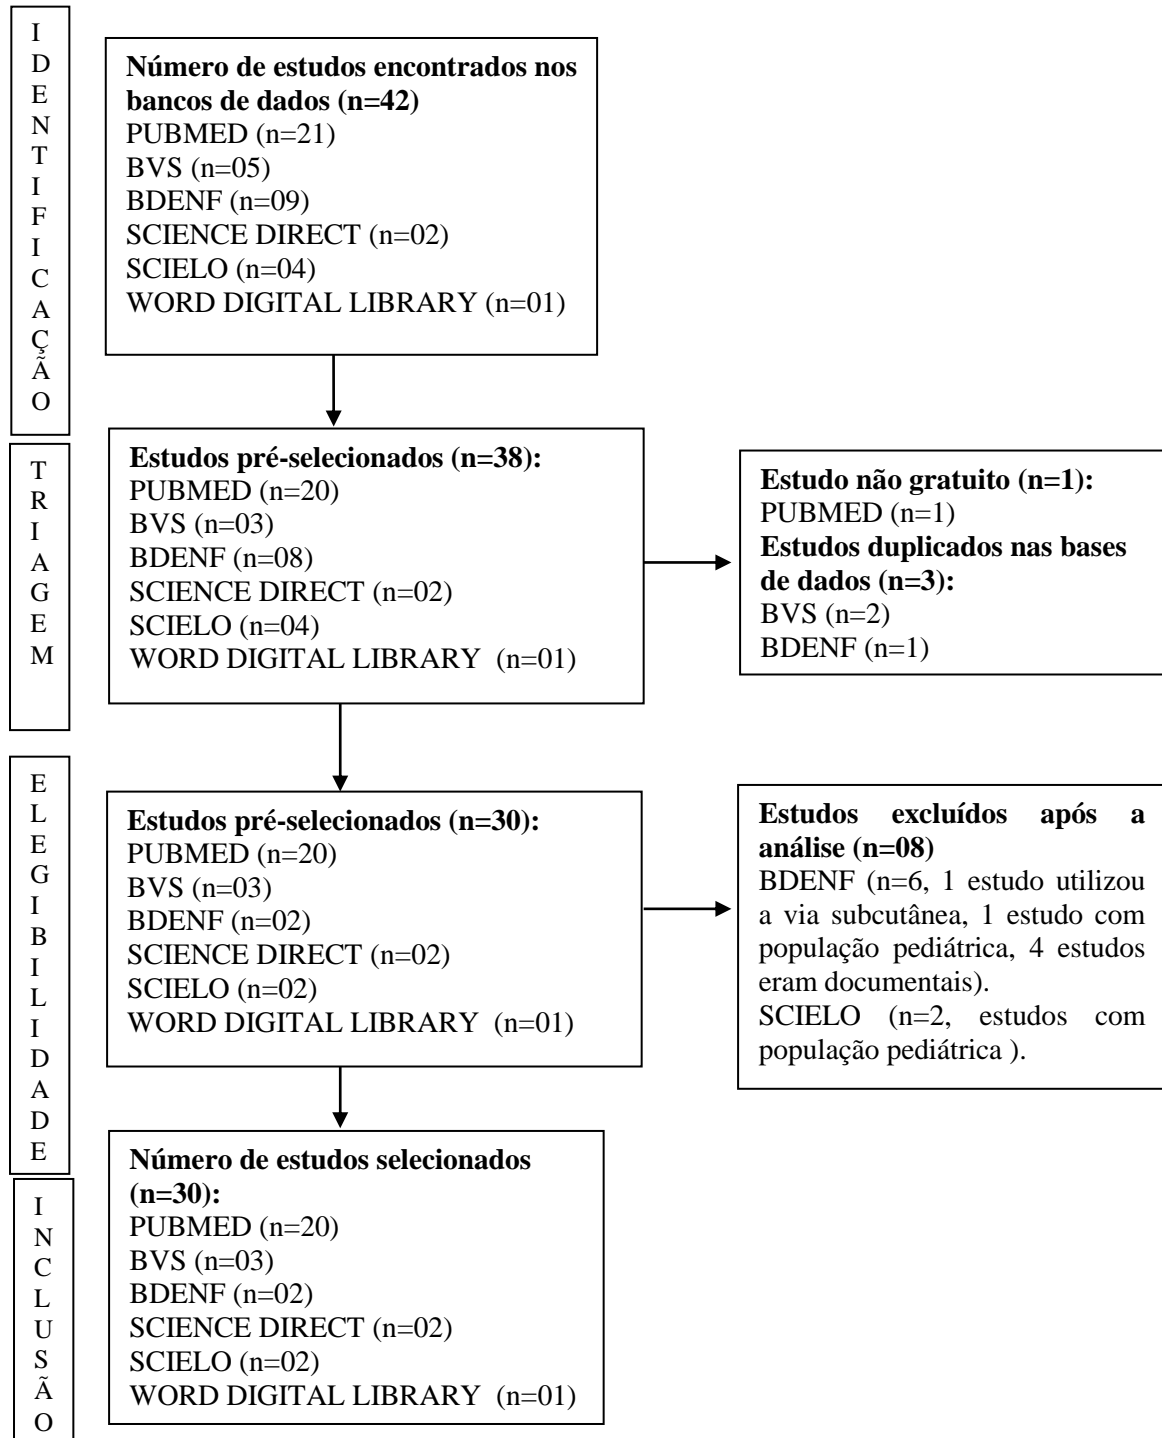 IDENTIFICAÇÃO
Número de estudos encontrados nos
bancos de dados (n=42)
PUBMED (n=21)
BVS (n=05)
BDENF (n=09)
SCIENCE DIRECT (n=02)
SCIELO (n=04)
WORD DIGITAL LIBRARY (n=01)
TRIAGEM
Estudos pré-selecionados (n=38):
PUBMED (n=20)
BVS (n=03)
BDENF (n=08)
SCIENCE DIRECT (n=02)
SCIELO (n=04)
WORD DIGITAL LIBRARY (n=01)
Estudo não gratuito (n=1):
PUBMED (n=1)
Estudos duplicados nas bases
de dados (n=3):
BVS (n=2)
BDENF (n=1)
ELEGIBILIDADE
Estudos pré-selecionados (n=30):
PUBMED (n=20)
BVS (n=03)
BDENF (n=02)
SCIENCE DIRECT (n=02)
SCIELO (n=02)
WORD DIGITAL LIBRARY (n=01)
Estudos excluídos após a
análise (n=08)
BDENF (n=6, 1 estudo utilizou
a via subcutânea, 1 estudo com
população pediátrica, 4 estudos
eram documentais).
SCIELO (n=2, estudos com
população pediátrica ).
INCLUSÃO
Número de estudos selecionados
(n=30):
PUBMED (n=20)
BVS (n=03)
BDENF (n=02)
SCIENCE DIRECT (n=02)
SCIELO (n=02)
WORD DIGITAL LIBRARY (n=01)